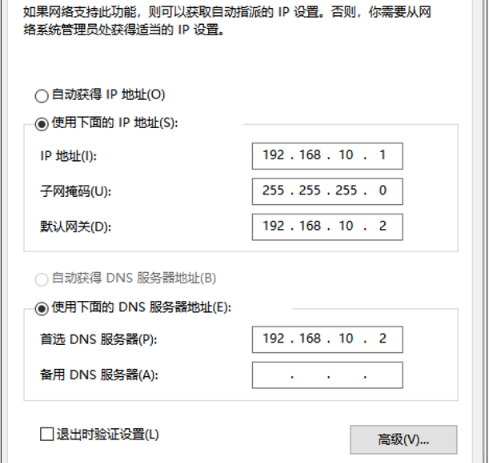 如果网络支持此功能，则可以获取自动指派的 IP 设置。否则，你需要从网
络系统管理员处获得适当的 IP 设置。
自动获得 IP 地址(O)
使用下面的 IP 地址(S):
IP 地址(I): 192 . 168 . 10 . 1
子网掩码(U): 255 . 255 . 255 . 0
默认网关(D): 192 . 168 . 10 . 2
自动获得 DNS 服务器地址(B)
使用下面的 DNS 服务器地址(E):
首选 DNS 服务器(P): 192 . 168 . 10 . 2
备用 DNS 服务器(A): . . .
退出时验证设置(L)
高级(V)...